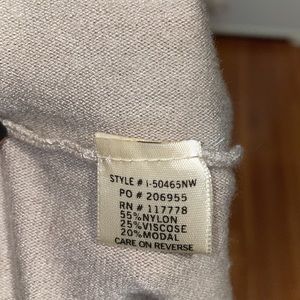 STYLE # I-50465NW
PO # 206955
RN # 117778
55%NYLON
25%VISCOSE
20%MODAL
CARE ON REVERSE